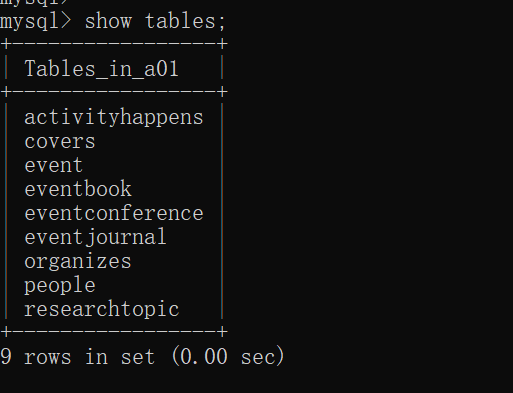 mysql>
mysql> show tables;
+-----------------+
| Tables_in_a01   |
+-----------------+
| activityhappens |
| covers          |
| event           |
| eventbook       |
| eventconference |
| eventjournal    |
| organizes       |
| people          |
| researchtopic   |
+-----------------+
9 rows in set (0.00 sec)